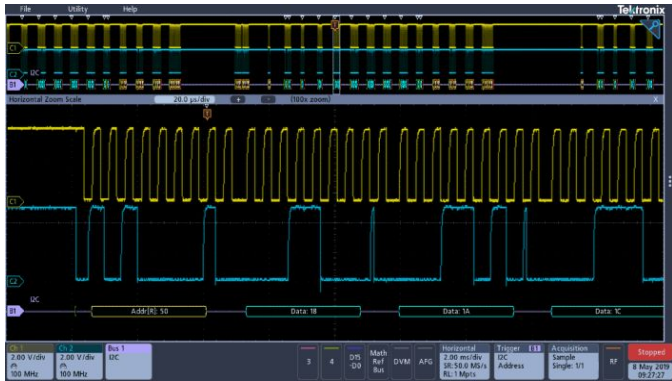 File Utility Help Tektronix
C1
C2 I2C
B1
Horizontal Zoom Scale 20.0 µs/div + - (100x zoom) X
T
C1
C2
I2C
B1 Addr[R]: 50 Data: 1B Data: 1A Data: 1C
Ch 1
2.00 V/div
100 MHz
Ch 2
2.00 V/div
100 MHz
Bus 1
I2C
3
4
D15
-D0
Math
Ref
Bus
DVM
AFG
Horizontal
2.00 ms/div
SR: 50.0 MS/s
RL: 1 Mpts
Trigger B1
I2C
Address
Acquisition
Sample
Single: 1/1
RF
Stopped
8 May 2019
09:27:27